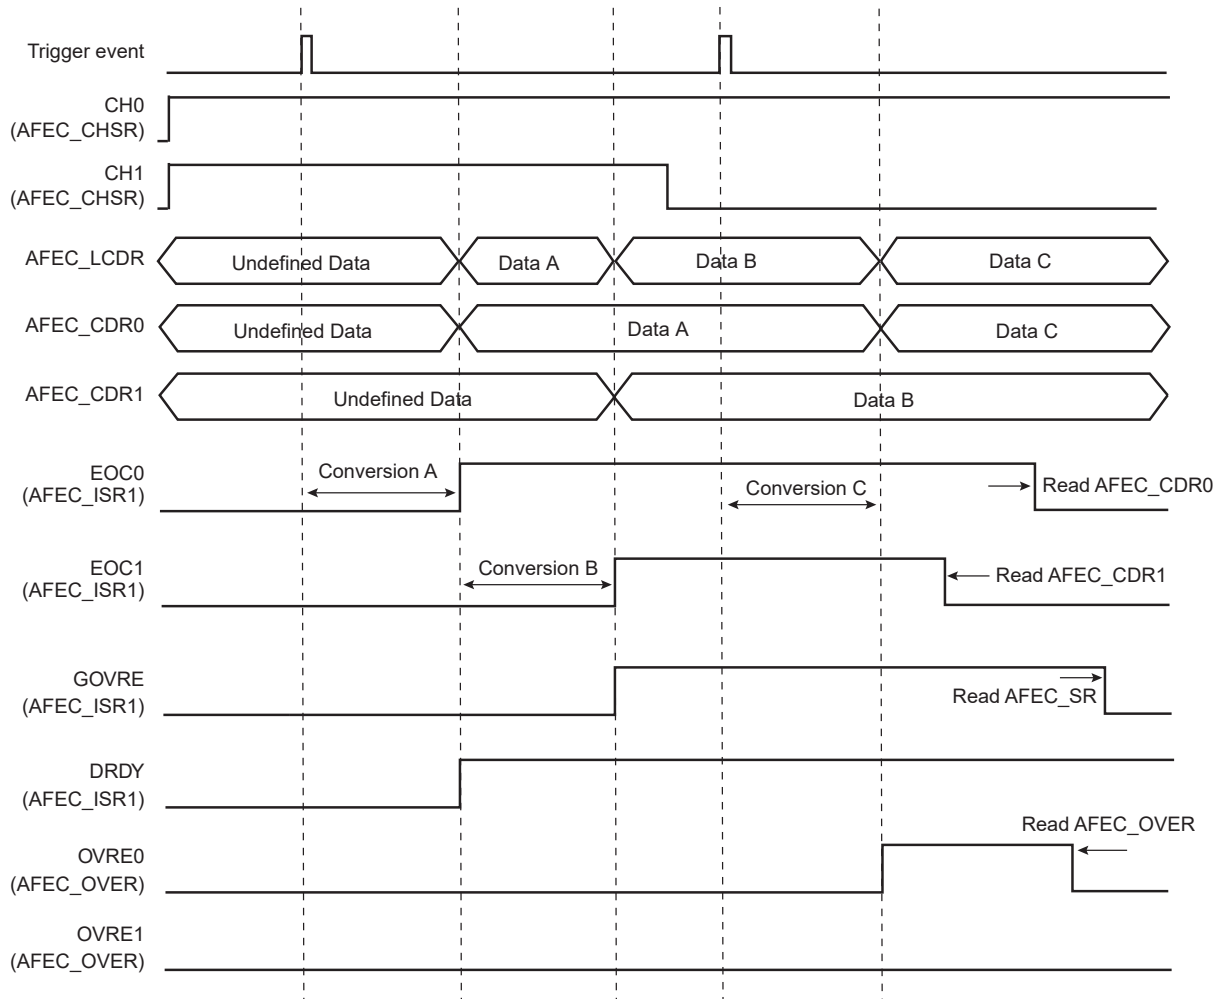 Trigger event
CH0
(AFEC_CHSR)
CH1
(AFEC_CHSR)
AFEC_LCDR
Undefined Data
Data A
Data B
Data C
AFEC_CDR0
Undefined Data
Data A
Data C
AFEC_CDR1
Undefined Data
Data B
EOC0
(AFEC_ISR1)
Conversion A
Conversion C
Read AFEC_CDR0
EOC1
(AFEC_ISR1)
Conversion B
Read AFEC_CDR1
GOVRE
(AFEC_ISR1)
Read AFEC_SR
DRDY
(AFEC_ISR1)
Read AFEC_OVER
OVRE0
(AFEC_OVER)
OVRE1
(AFEC_OVER)